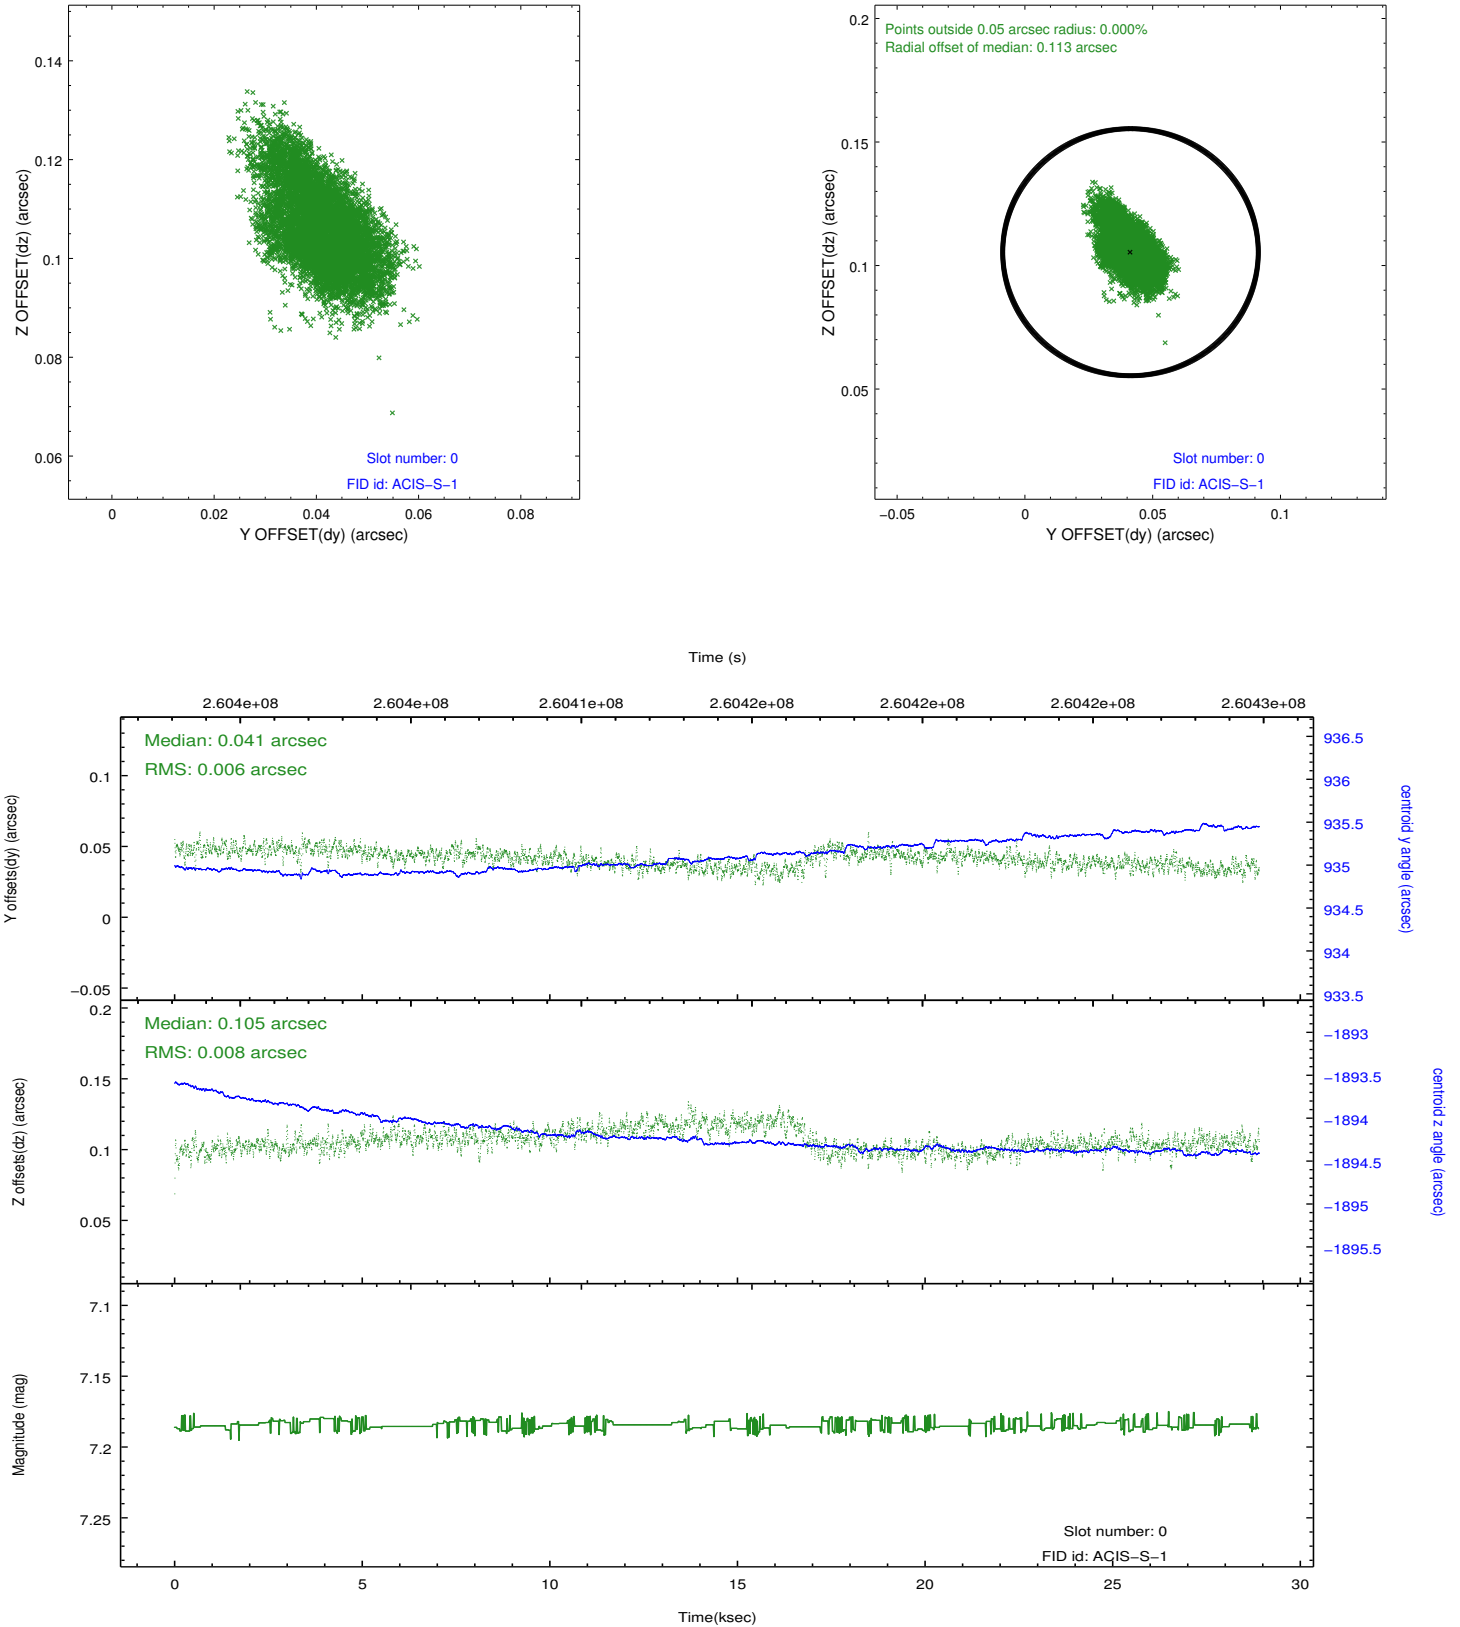 0.14
0.12
0.1
0.08
0.06
Z OFFSET(dz) (arcsec)
Slot number: 0
FID id: ACIS−S−1
0 0.02 0.04 0.06 0.08
Y OFFSET(dy) (arcsec)
Points outside 0.05 arcsec radius: 0.000%
Radial offset of median: 0.113 arcsec
0.2
0.15
0.1
0.05
Z OFFSET(dz) (arcsec)
Slot number: 0
FID id: ACIS−S−1
−0.05 0 0.05 0.1
Y OFFSET(dy) (arcsec)
Time (s)
2.604e+08 2.604e+08 2.6041e+08 2.6042e+08 2.6042e+08 2.6042e+08 2.6043e+08
Median: 0.041 arcsec
RMS: 0.006 arcsec
0.1
0.05
0
−0.05
Y offsets(dy) (arcsec)
936.5
936
935.5
935
934.5
934
933.5
centroid y angle (arcsec)
Median: 0.105 arcsec
RMS: 0.008 arcsec
0.2
0.15
0.1
0.05
Z offsets(dz) (arcsec)
−1893
−1893.5
−1894
−1894.5
−1895
−1895.5
centroid z angle (arcsec)
7.1
7.15
7.2
7.25
Magnitude (mag)
Slot number: 0
FID id: ACIS−S−1
0 5 10 15 20 25 30
Time(ksec)